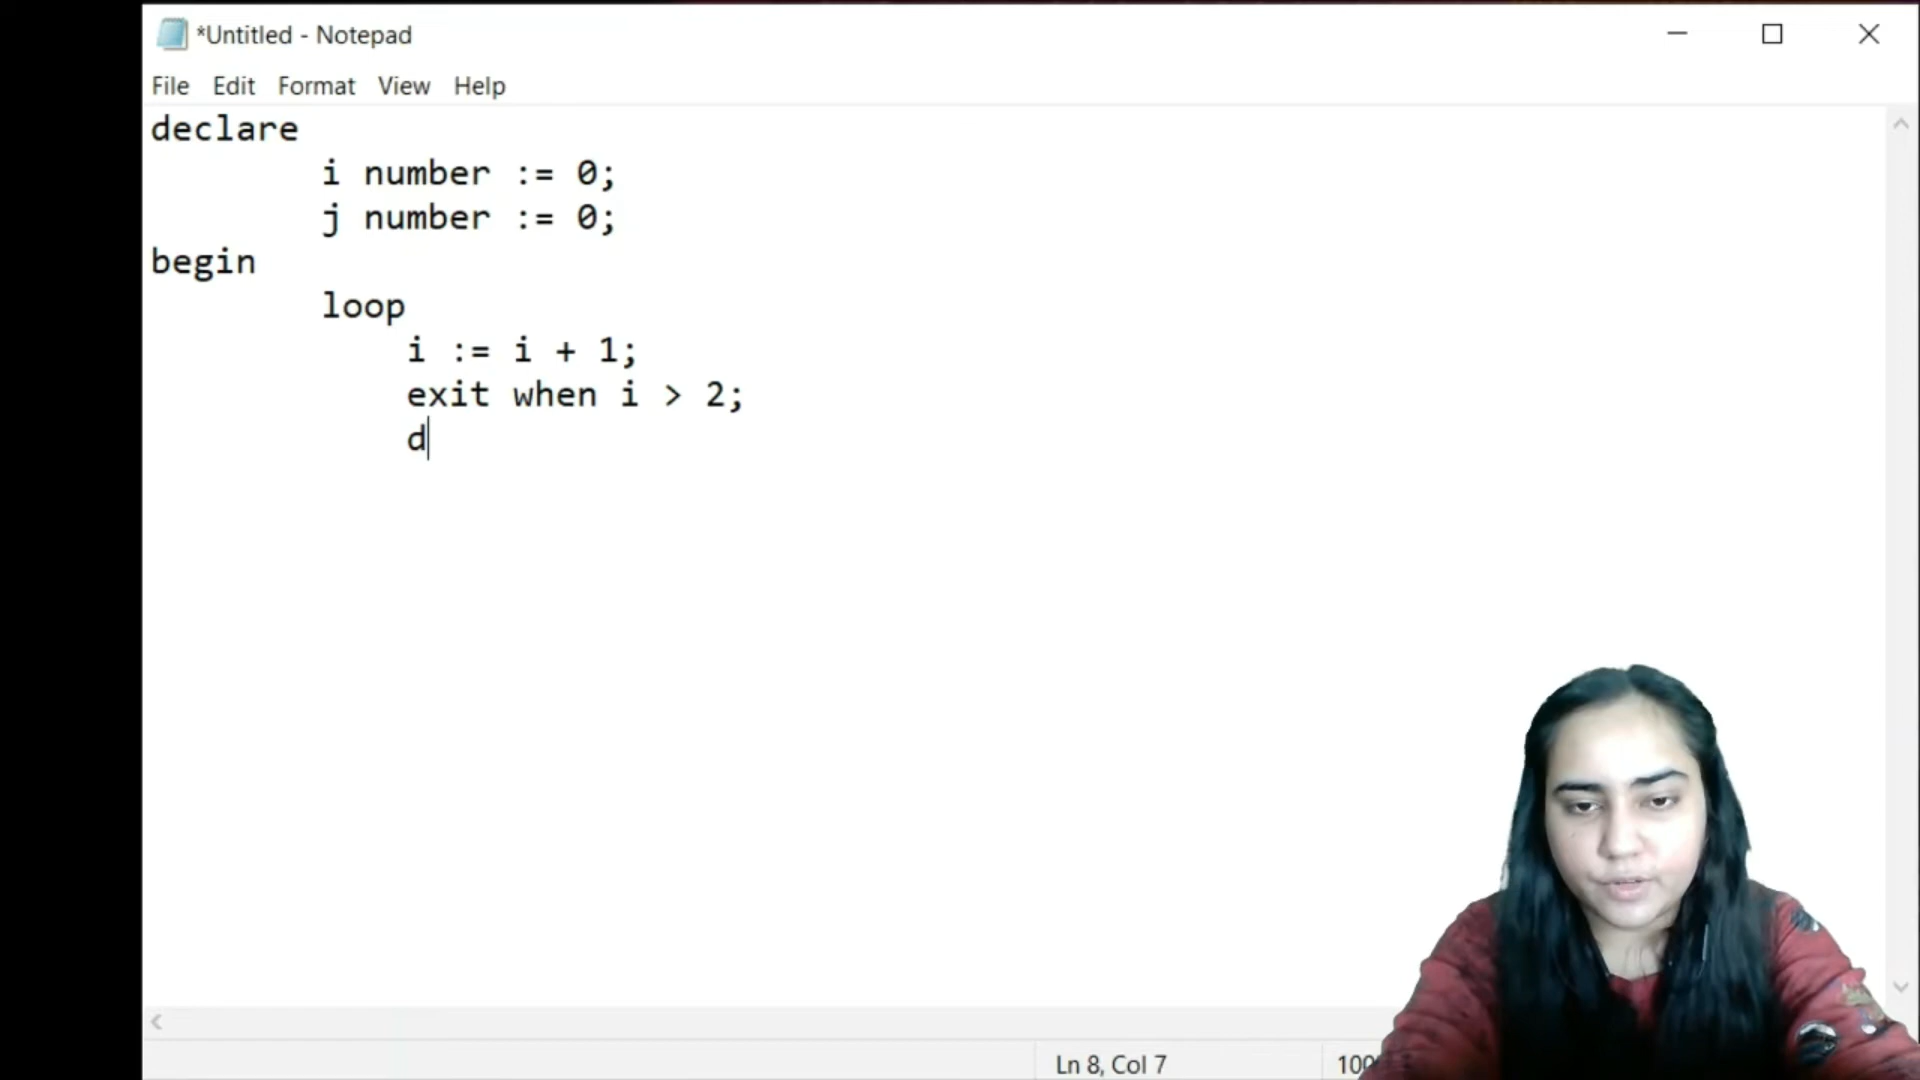 *Untitled - Notepad
File Edit Format View Help
declare
i number := 0;
j number := 0;
begin
loop
i := i + 1;
exit when i > 2;
d
Ln 8, Col 7
100